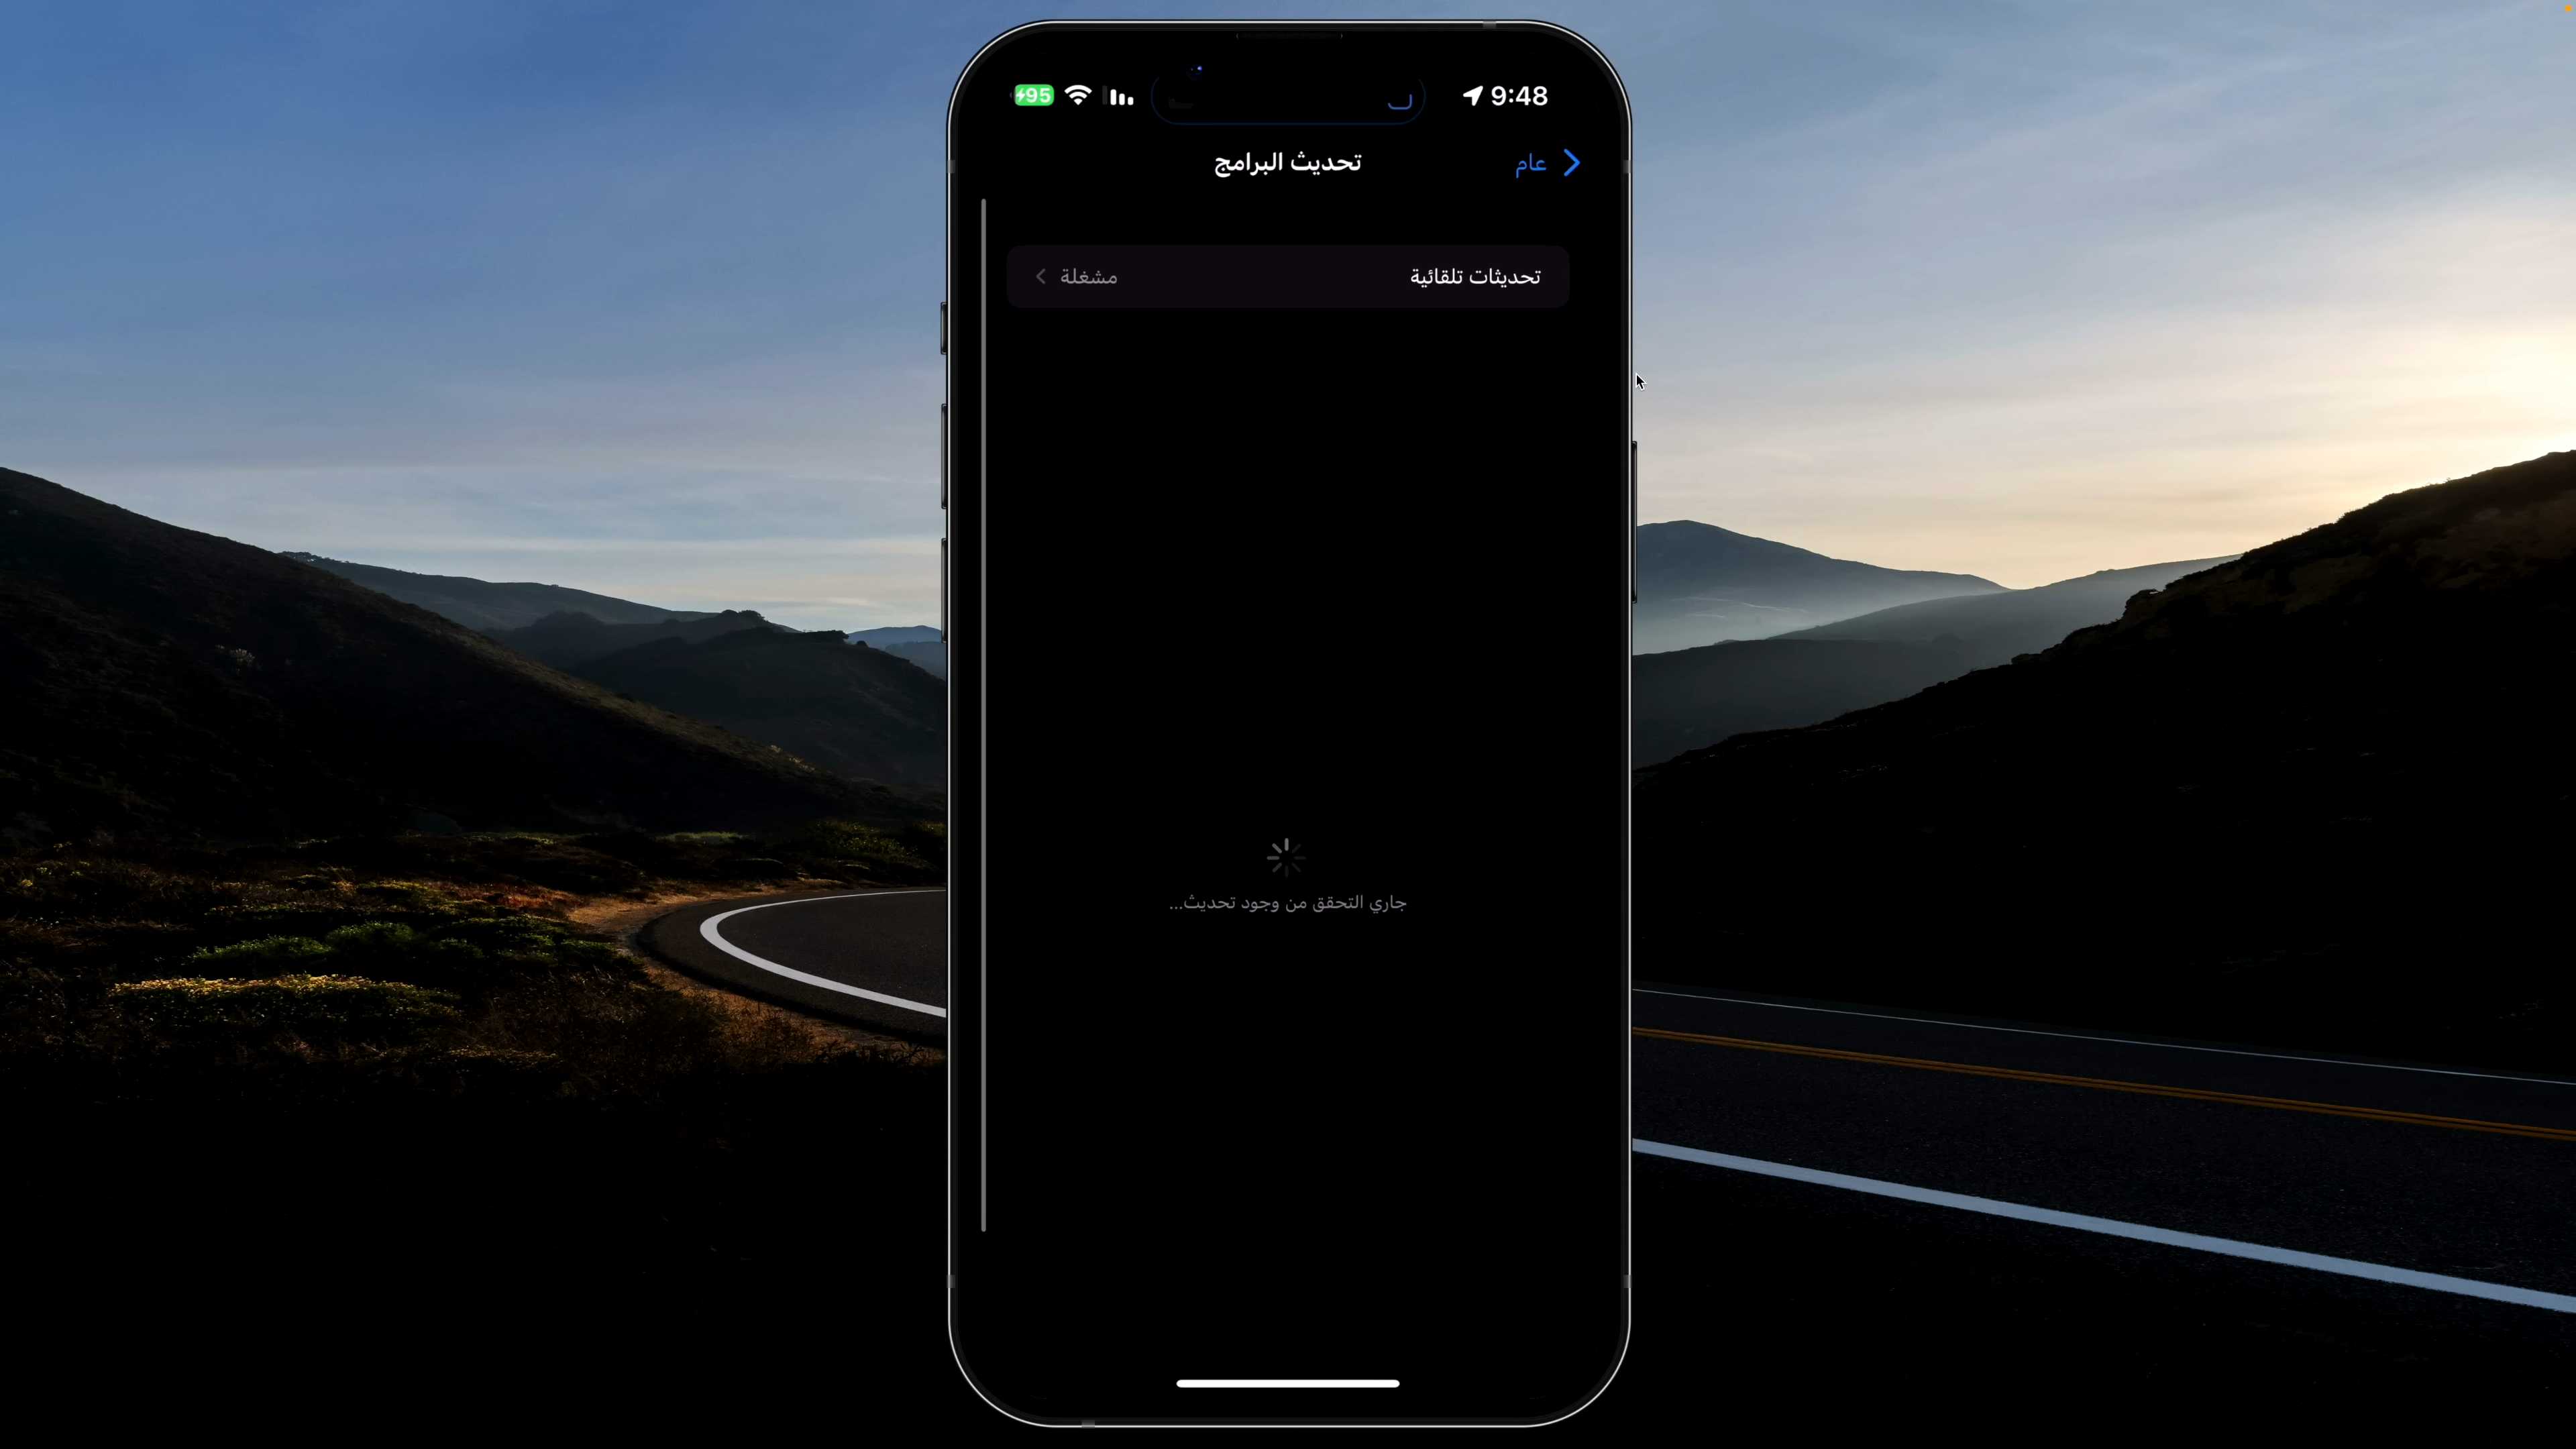 9:48
95
عام
تحديث البرامج
تحديثات تلقائية
مشغلة
جاري التحقق من وجود تحديث...